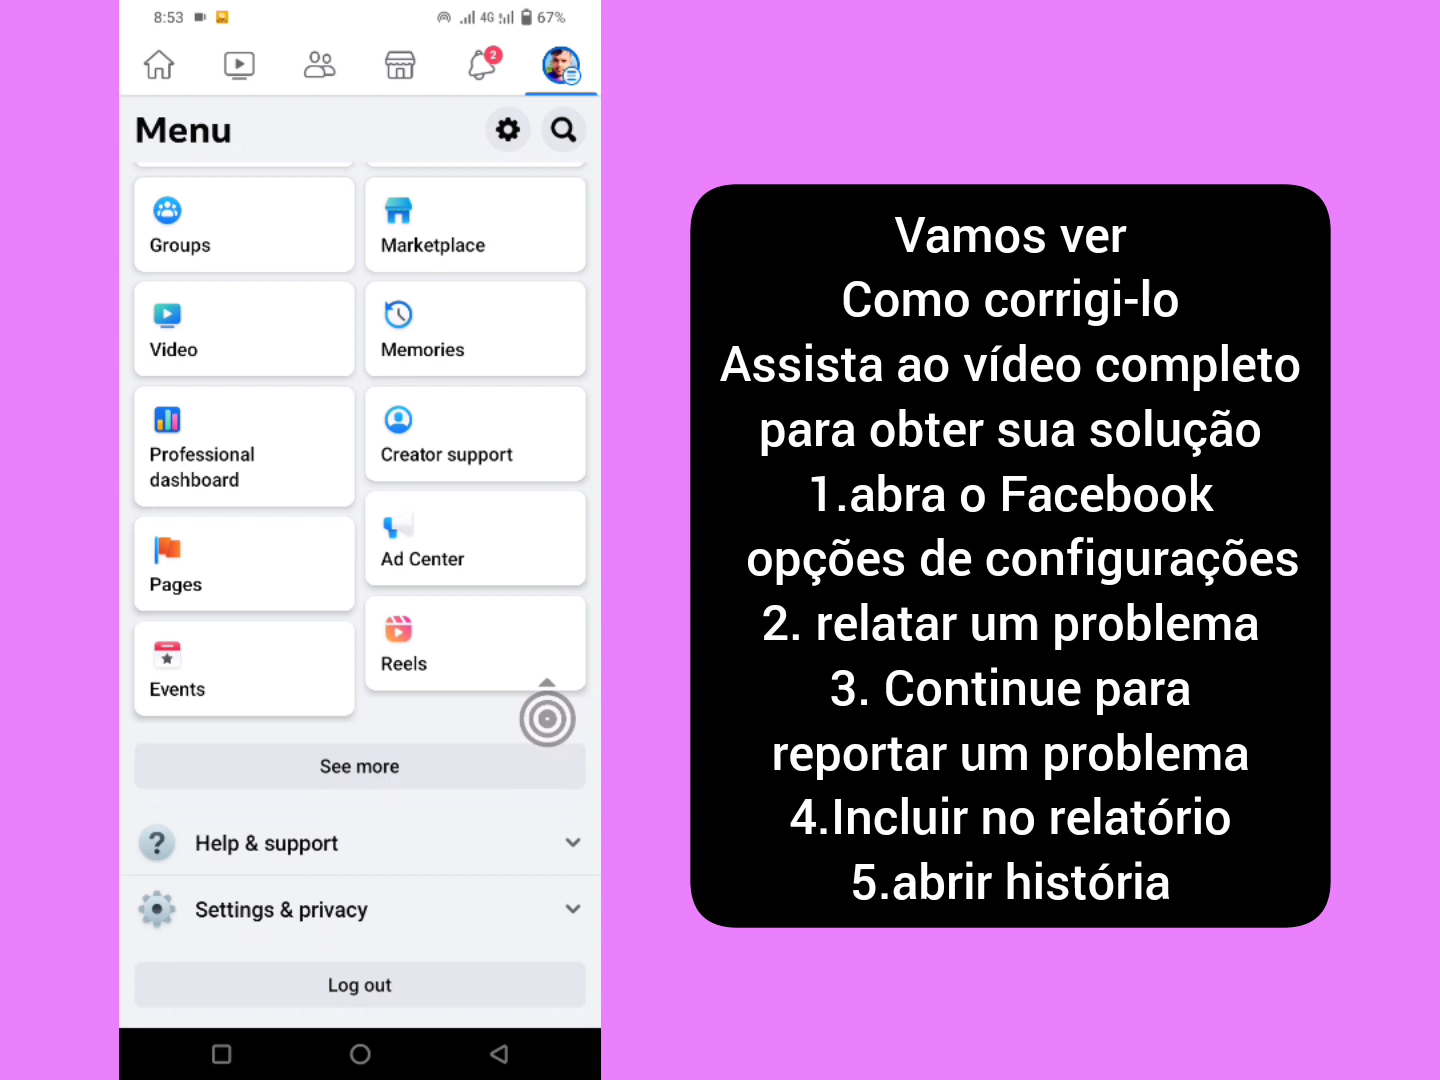 8:53
4G
67%
2
Menu
Groups
Marketplace
Video
Memories
Professional
dashboard
Creator support
Pages
Ad Center
Events
Reels
See more
Help & support
Settings & privacy
Log out
Vamos ver
Como corrigi-lo
Assista ao vídeo completo
para obter sua solução
1.abra o Facebook
opções de configurações
2. relatar um problema
3. Continue para
reportar um problema
4.Incluir no relatório
5.abrir história